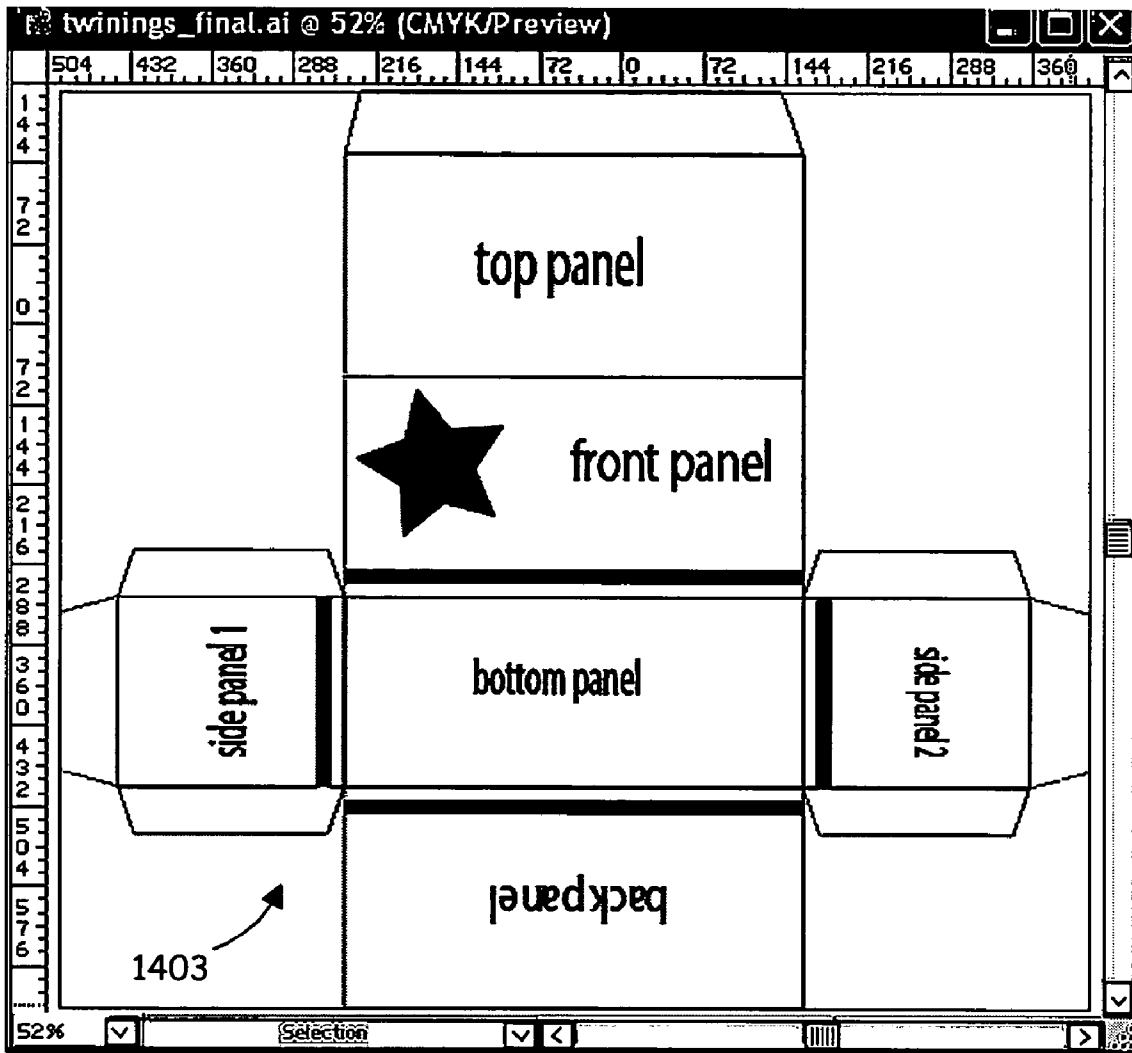 twinings_final.ai @ 52% (CMYK/Preview)
504 432 360 288 216 144 72 0 72 144 216 288 360
144
72
0
72
144
216
288
360
432
504
576
top panel
front panel
side panel 1
bottom panel
side panel 2
back panel
1403
52% Selection